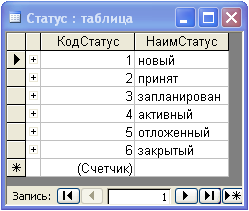 Статус : таблица
КодСтатус НаимСтатус
1 новый
2 принят
3 запланирован
4 активный
5 отложенный
6 закрытый
(Счетчик)
Запись: 1